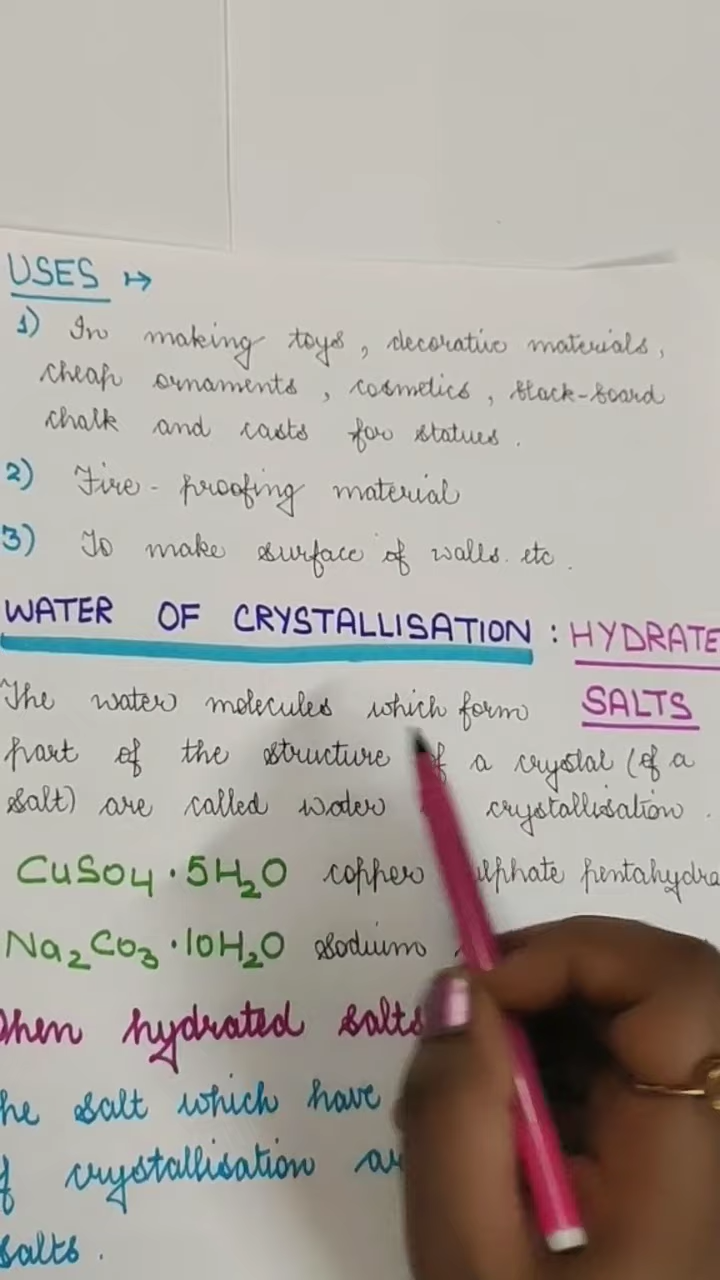 USES ↦
1) In making toys, decorative materials,
cheap ornaments, cosmetics, black-board
chalk and casts for statues.
2) Fire-proofing material
3) To make surface of walls. etc.
WATER OF CRYSTALLISATION : HYDRATE
SALTS
The water molecules which form
part of the structure of a crystal (of a
salt) are called water crystallisation.
CuSO4.5H2O copper sulphate pentahydra
Na2CO3.10H2O sodium
When hydrated salts
he salt which have
f crystallisation ar
salts.